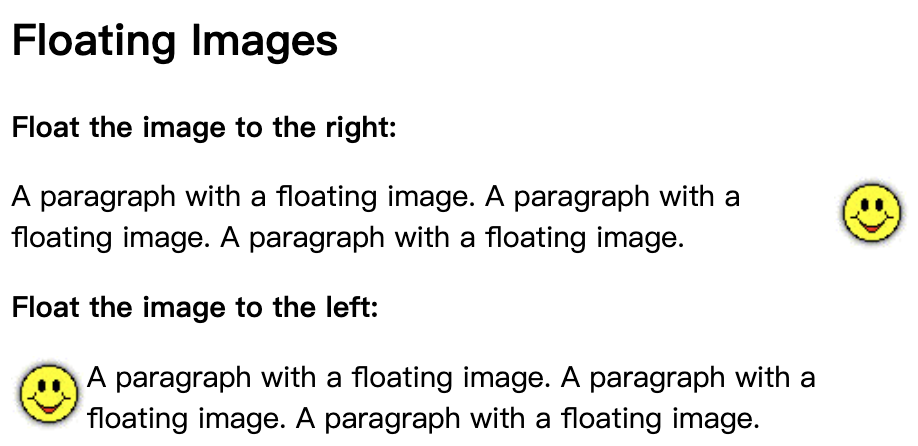 Floating Images
Float the image to the right:
A paragraph with a floating image. A paragraph with a
floating image. A paragraph with a floating image.
Float the image to the left:
A paragraph with a floating image. A paragraph with a
floating image. A paragraph with a floating image.